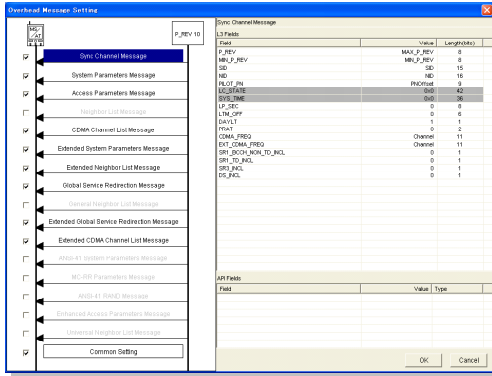 Overhead Message Setting
MS/
AT
P_REV 10
Sync Channel Message
System Parameters Message
Access Parameters Message
Neighbor List Message
CDMA Channel List Message
Extended System Parameters Message
Extended Neighbor List Message
Global Service Redirection Message
General Neighbor List Message
Extended Global Service Redirection Message
Extended CDMA Channel List Message
ANSI-41 System Parameters Message
MC-RR Parameters Message
ANSI-41 RAND Message
Enhanced Access Parameters Message
Universal Neighbor List Message
Common Setting
Sync Channel Message
L3 Fields
Field Value Length(bits)
P_REV MAX_P_REV 8
MIN_P_REV MIN_P_REV 8
SID SID 15
NID NID 16
PILOT_PN PNOffset 9
LC_STATE 0x0 42
SYS_TIME 0x0 36
LP_SEC 0 8
LTM_OFF 0 6
DAYLT 1 1
PRAT 0 2
CDMA_FREQ Channel 11
EXT_CDMA_FREQ Channel 11
SR1_BCCH_NON_TD_INCL 0 1
SR1_TD_INCL 0 1
SR3_INCL 0 1
DS_INCL 0 1
API Fields
Field Value Type
OK Cancel